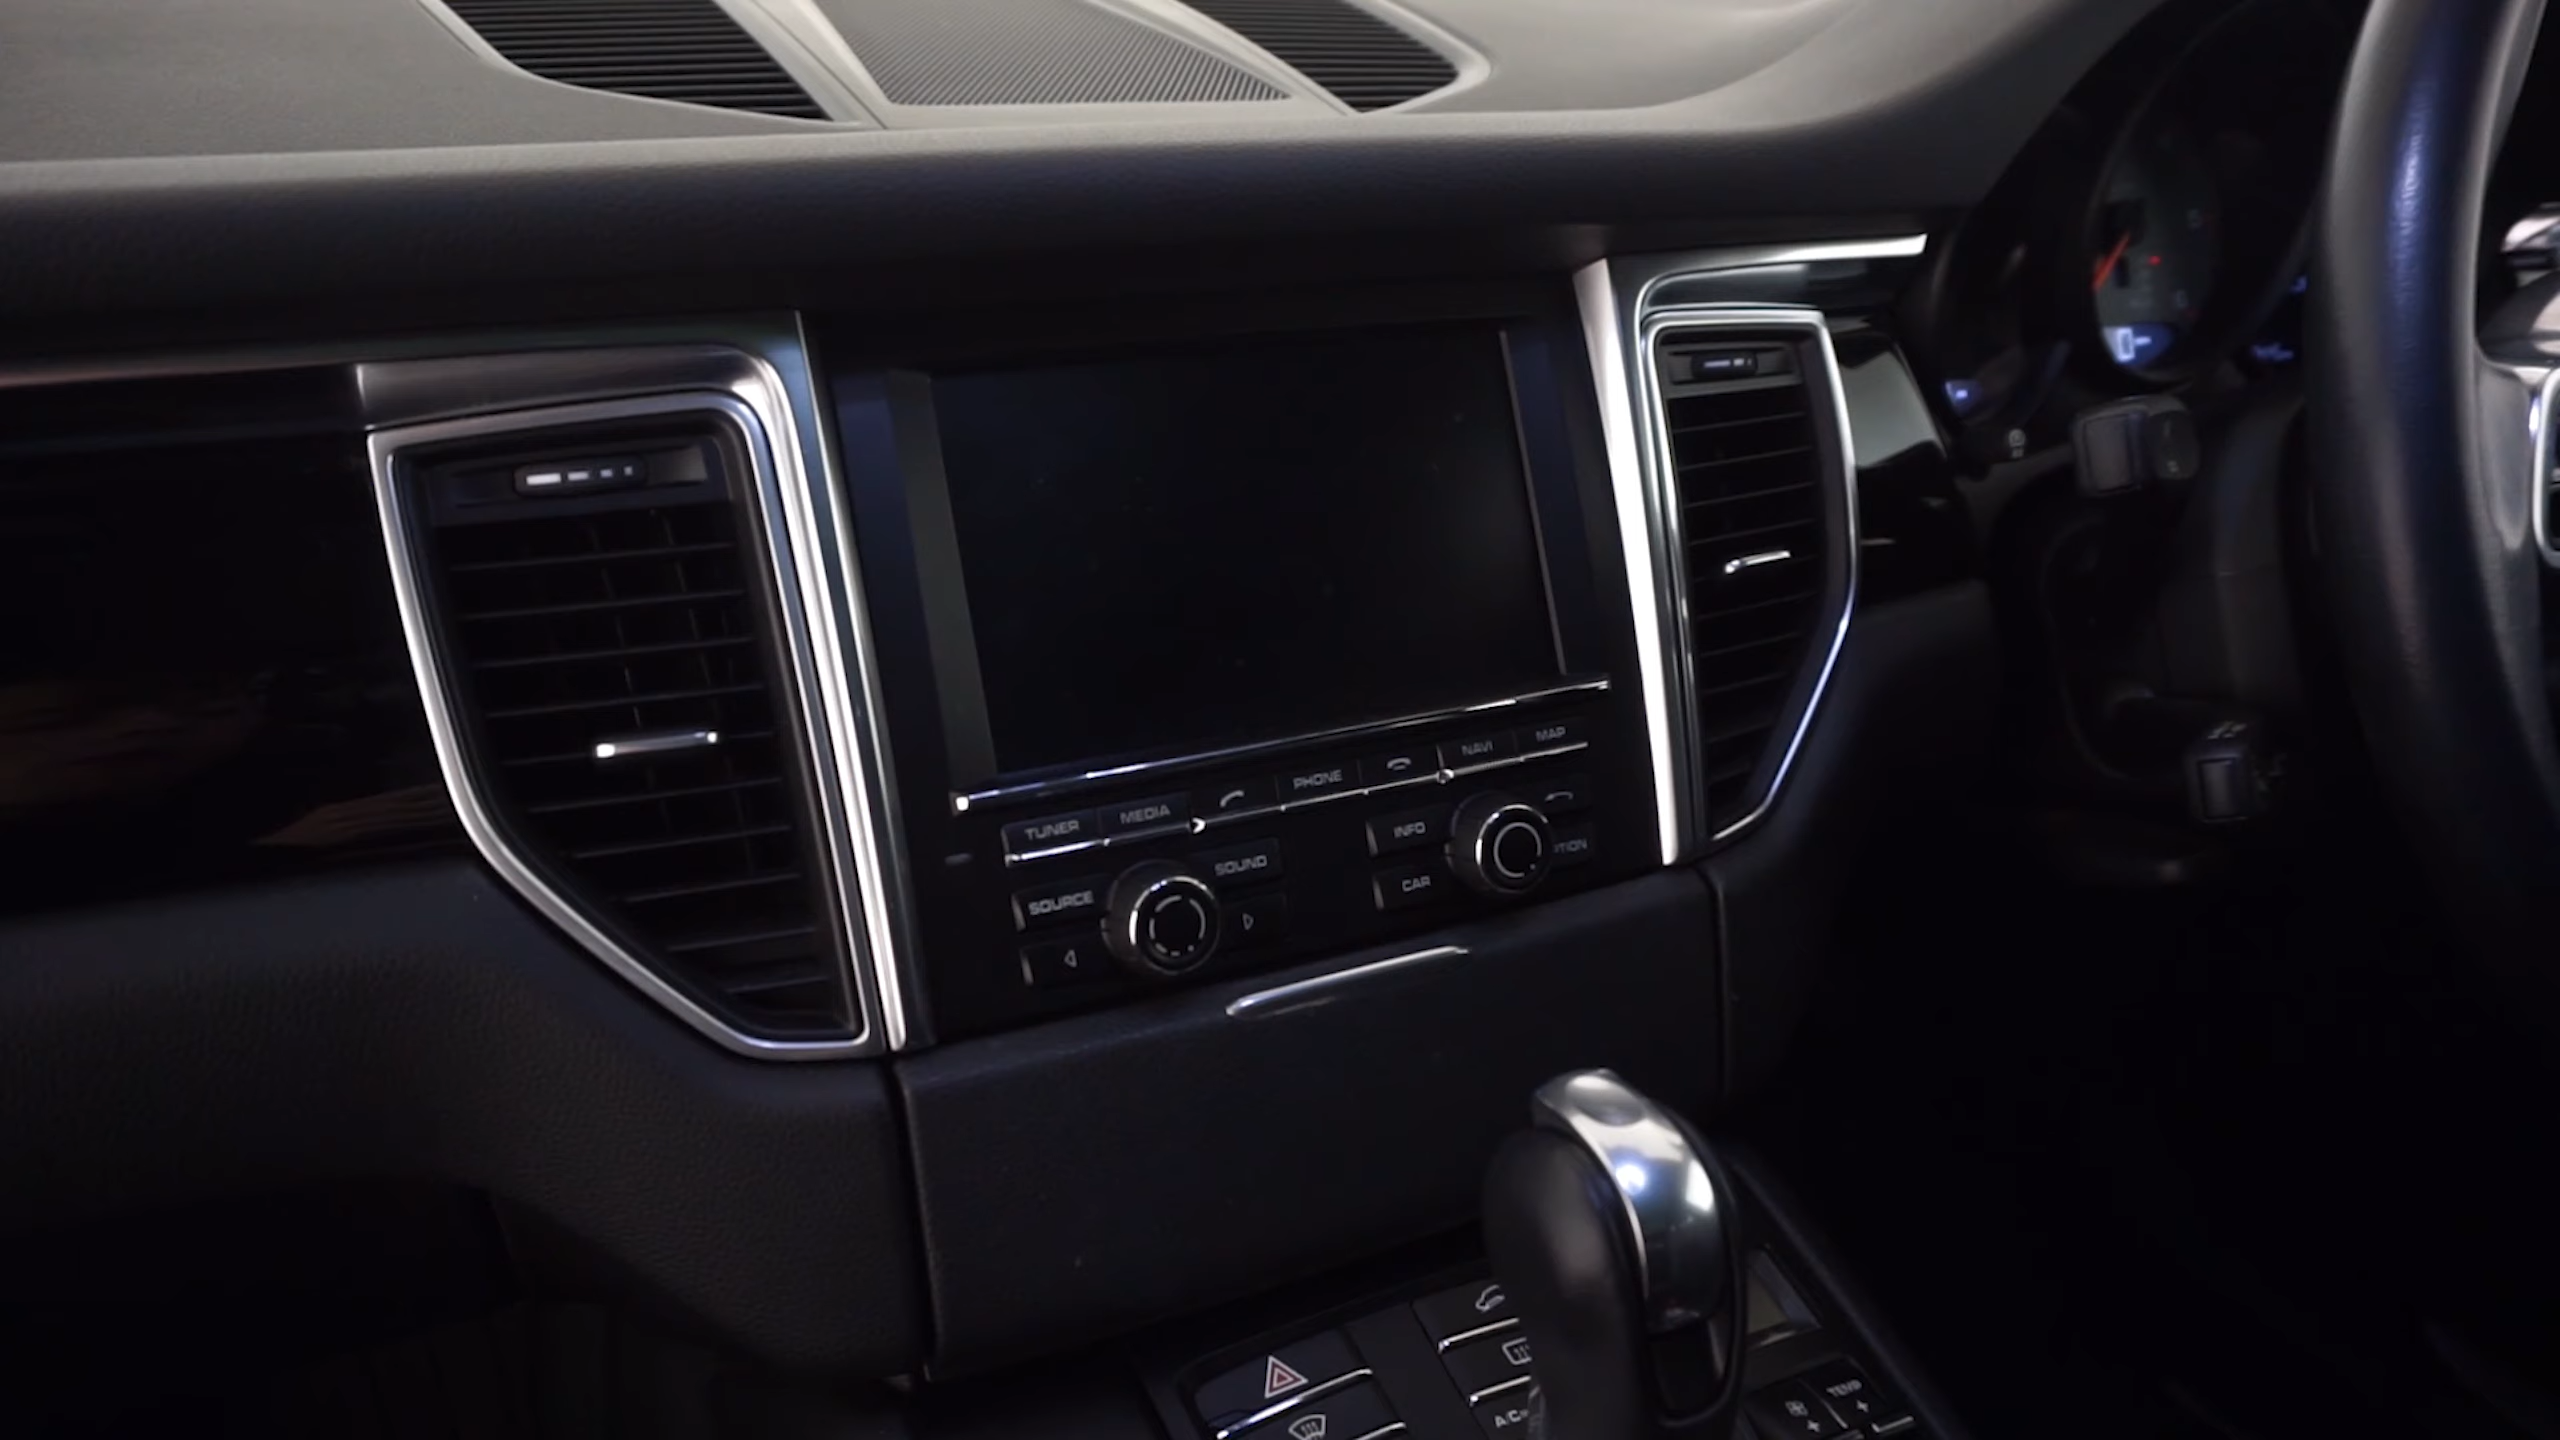 TUNER MEDIA PHONE NAVI MAP
SOURCE SOUND INFO
CAR
TEMP
A/C